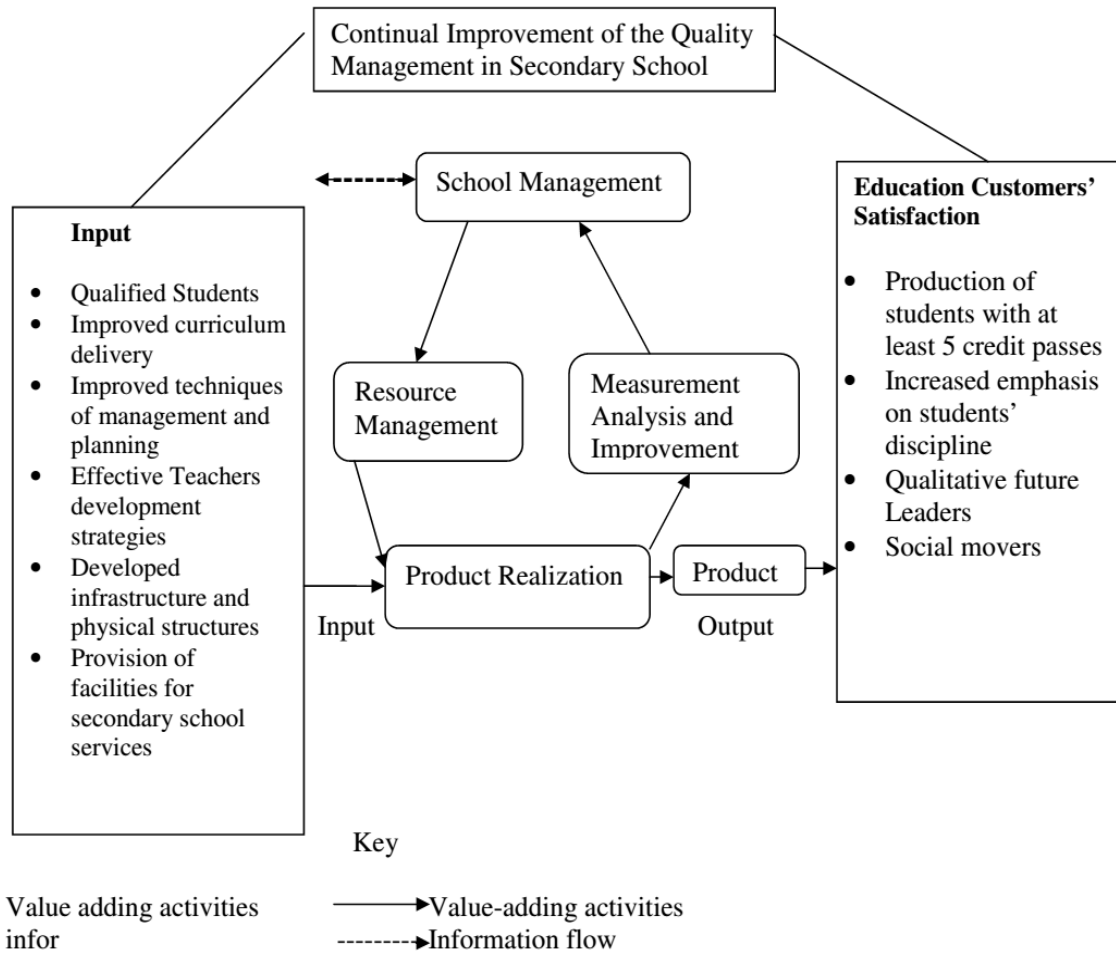 Continual Improvement of the Quality
Management in Secondary School
School Management
Input
• Qualified Students
• Improved curriculum
delivery
• Improved techniques
of management and
planning
• Effective Teachers
development
strategies
• Developed
infrastructure and
physical structures
• Provision of
facilities for
secondary school
services
Resource
Management
Measurement
Analysis and
Improvement
Product Realization
Product
Input
Output
Education Customers’
Satisfaction
• Production of
students with at
least 5 credit passes
• Increased emphasis
on students’
discipline
• Qualitative future
Leaders
• Social movers
Key
Value adding activities
Value-adding activities
infor
Information flow